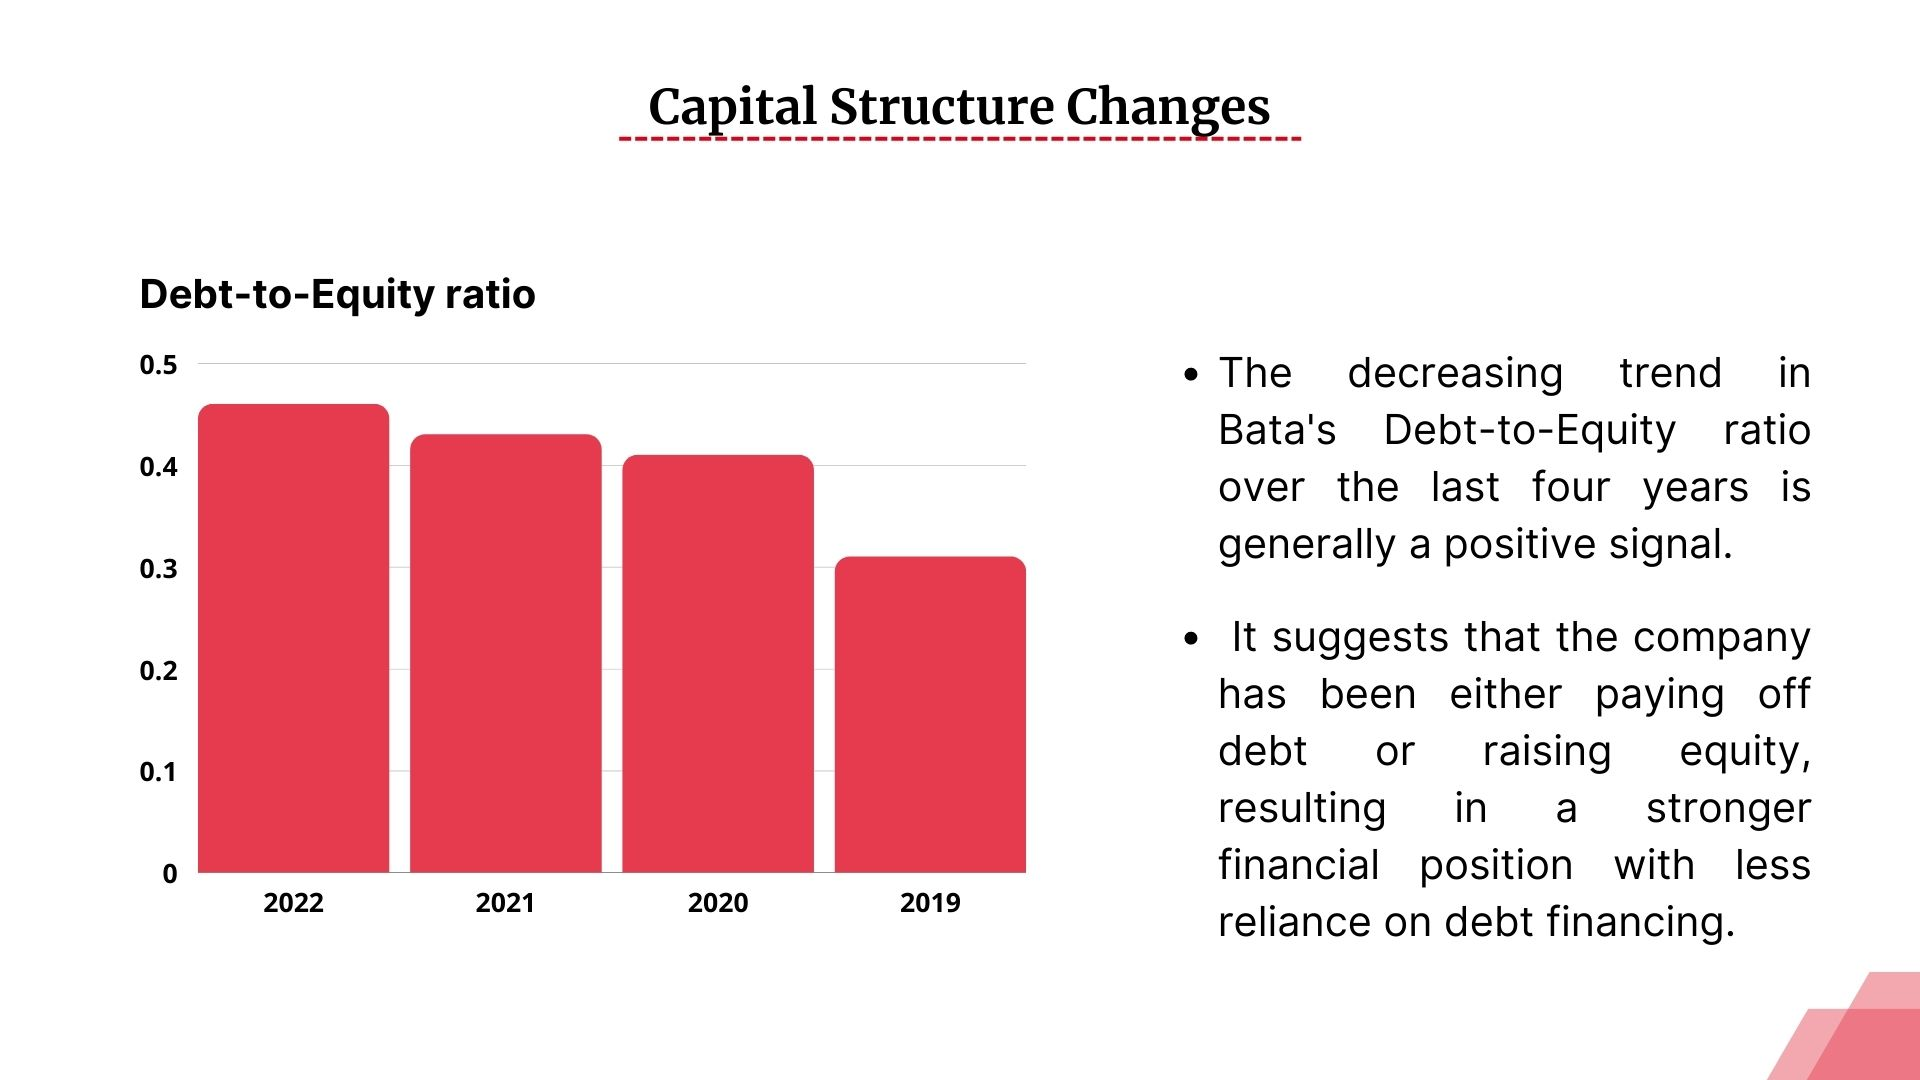 Capital Structure Changes
Debt-to-Equity ratio
0.5
0.4
0.3
0.2
0.1
0
2022 2021 2020 2019
• The decreasing trend in
Bata's Debt-to-Equity ratio
over the last four years is
generally a positive signal.
• It suggests that the company
has been either paying off
debt or raising equity,
resulting in a stronger
financial position with less
reliance on debt financing.